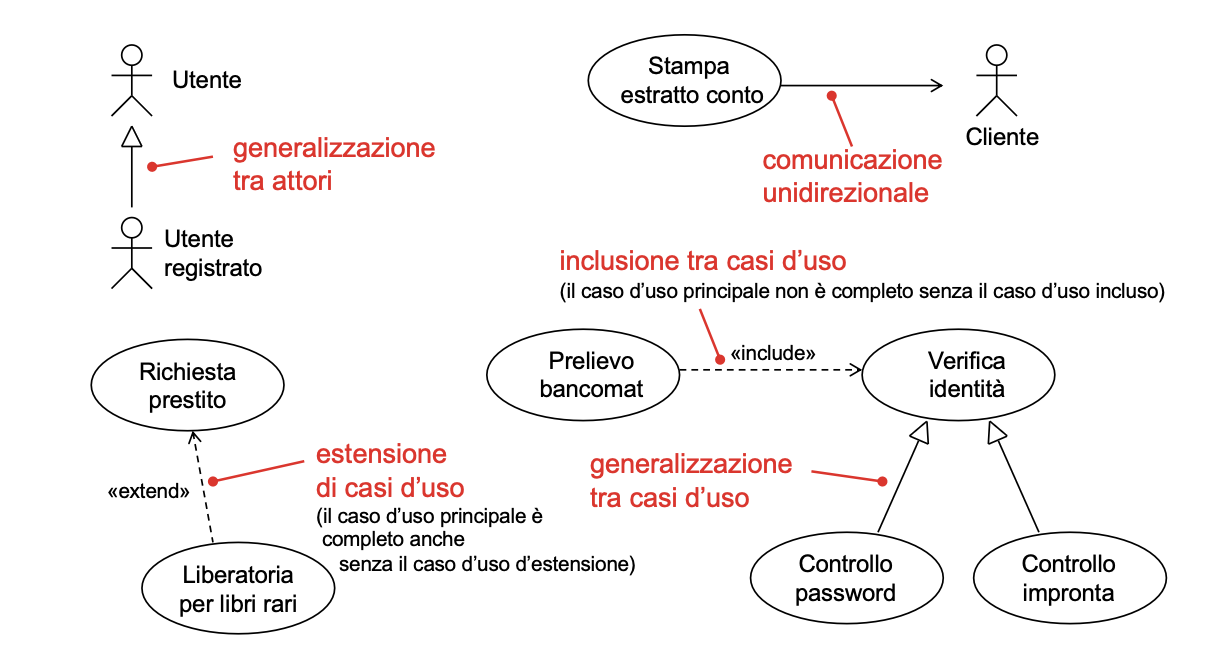 Utente
generalizzazione
tra attori
Utente
registrato
Stampa
estratto conto
Cliente
comunicazione
unidirezionale
inclusione tra casi d’uso
(il caso d’uso principale non è completo senza il caso d’uso incluso)
Prelievo
bancomat
«include»
Verifica
identità
Richiesta
prestito
«extend»
estensione
di casi d’uso
(il caso d’uso principale è
completo anche
senza il caso d’uso d’estensione)
Liberatoria
per libri rari
generalizzazione
tra casi d’uso
Controllo
password
Controllo
impronta